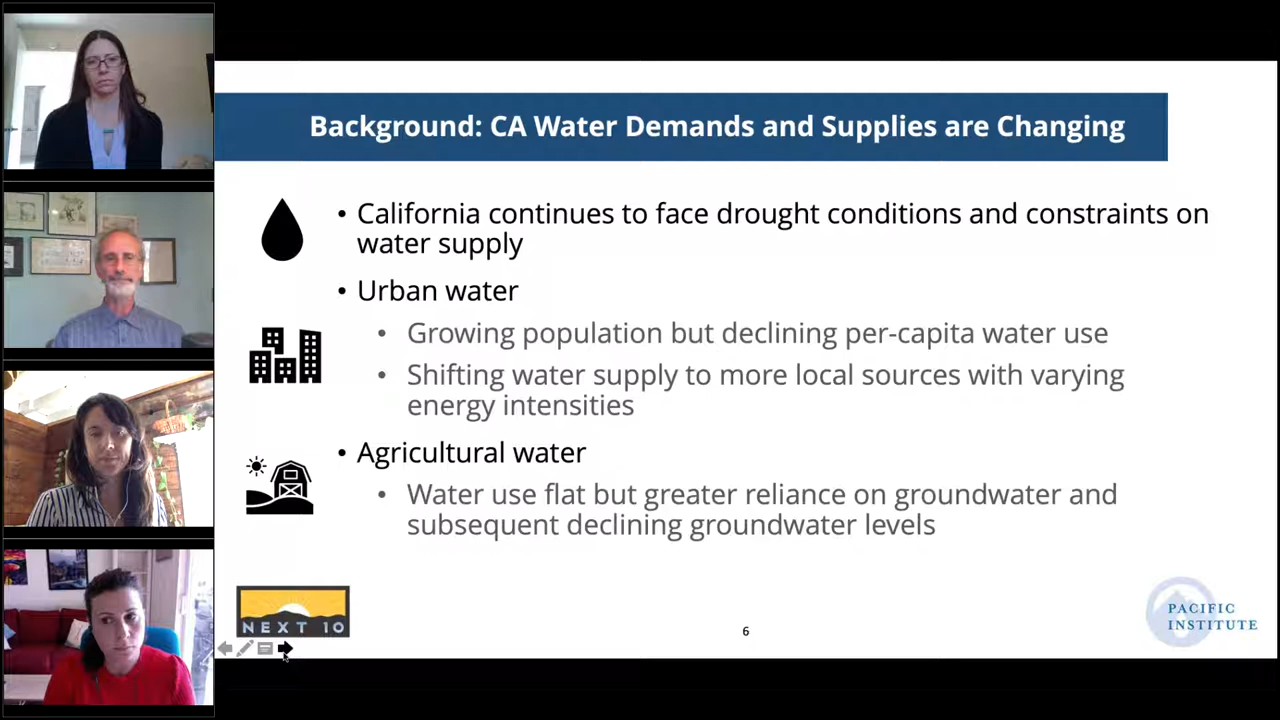 Background: CA Water Demands and Supplies are Changing
• California continues to face drought conditions and constraints on
water supply
• Urban water
• Growing population but declining per-capita water use
• Shifting water supply to more local sources with varying
energy intensities
• Agricultural water
• Water use flat but greater reliance on groundwater and
subsequent declining groundwater levels
NEXT 10
6
PACIFIC
INSTITUTE